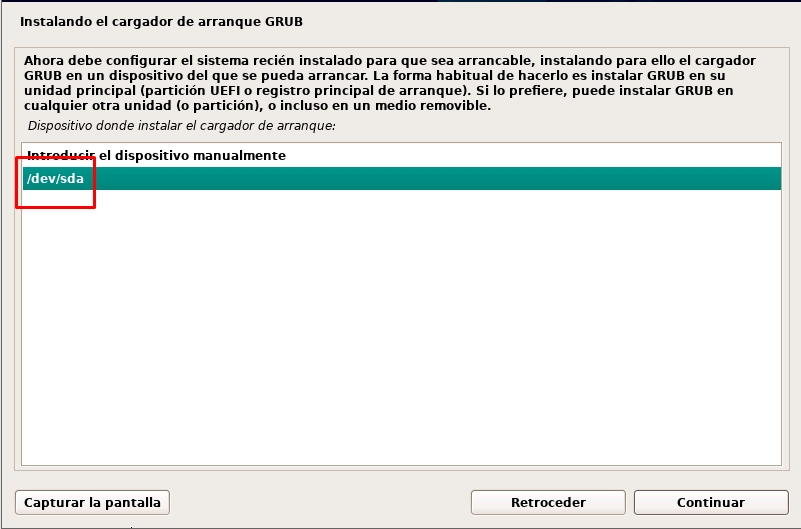 Instalando el cargador de arranque GRUB
Ahora debe configurar el sistema recién instalado para que sea arrancable, instalando para ello el cargador
GRUB en un dispositivo del que se pueda arrancar. La forma habitual de hacerlo es instalar GRUB en su
unidad principal (partición UEFI o registro principal de arranque). Si lo prefiere, puede instalar GRUB en
cualquier otra unidad (o partición), o incluso en un medio removible.
Dispositivo donde instalar el cargador de arranque:
Introducir el dispositivo manualmente
/dev/sda
Capturar la pantalla
Retroceder
Continuar